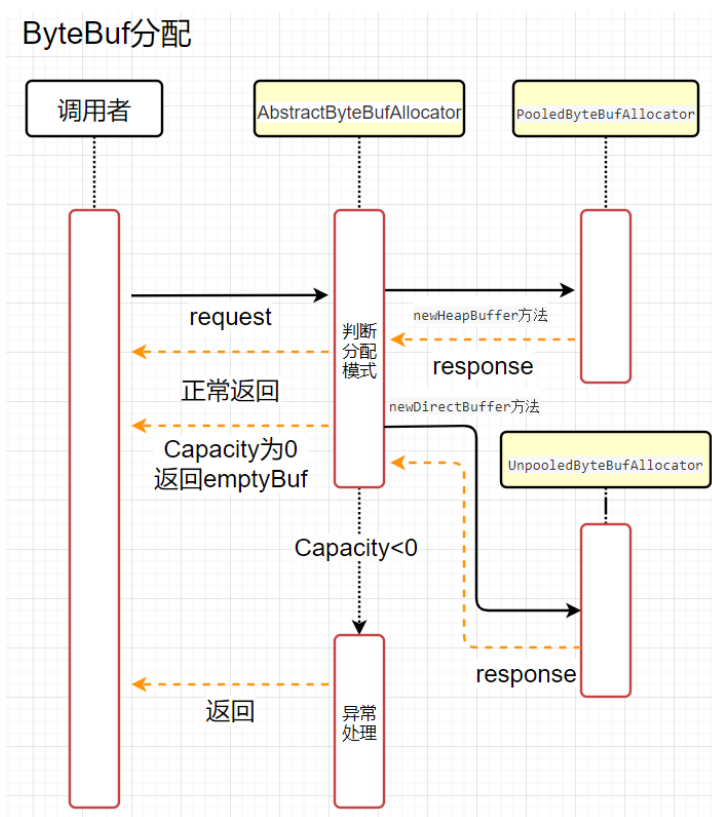 ByteBuf分配
调用者
AbstractByteBufAllocator
PooledByteBufAllocator
request
newHeapBuffer方法
判断
分配
模式
response
正常返回
newDirectBuffer方法
Capacity为0
返回emptyBuf
UnpooledByteBufAllocator
Capacity<0
response
返回
异常
处理